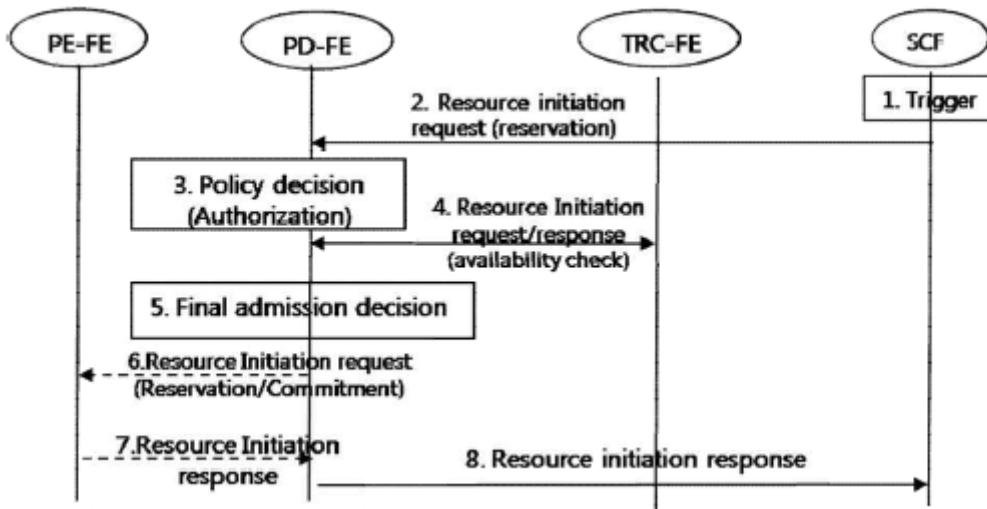 PE-FE
PD-FE
TRC-FE
SCF
1. Trigger
2. Resource initiation
request (reservation)
3. Policy decision
(Authorization)
4. Resource Initiation
request/response
(availability check)
5. Final admission decision
6.Resource Initiation request
(Reservation/Commitment)
7.Resource Initiation
response
8. Resource initiation response